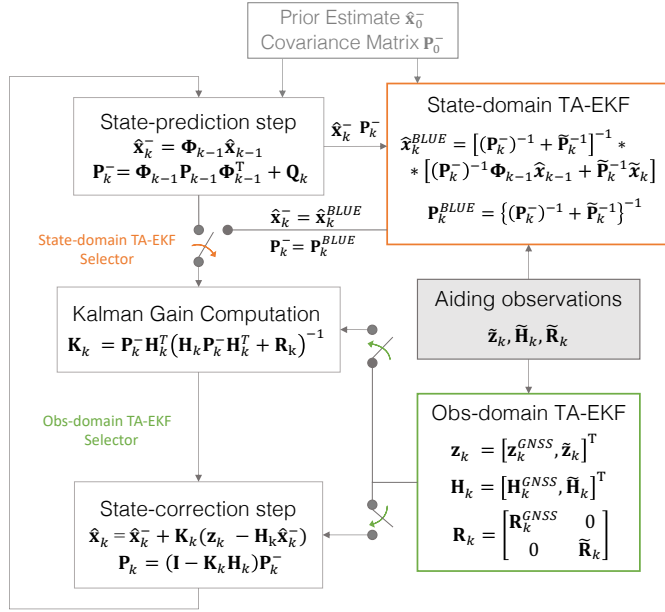 Prior Estimate x̂₀⁻
Covariance Matrix P₀⁻
State-prediction step
x̂ₖ⁻ = Φₖ₋₁x̂ₖ₋₁
Pₖ⁻= Φₖ₋₁Pₖ₋₁Φᵀₖ₋₁ + Qₖ
x̂ₖ⁻ Pₖ⁻
State-domain TA-EKF
x̂ₖᴮᴸᵁᴱ = [(Pₖ⁻)⁻¹ + P̃ₖ⁻¹]⁻¹ ∗
∗ [(Pₖ⁻)⁻¹Φₖ₋₁x̂ₖ₋₁ + P̃ₖ⁻¹x̃ₖ]
Pₖᴮᴸᵁᴱ = {(Pₖ⁻)⁻¹ + P̃ₖ⁻¹}⁻¹
x̂ₖ⁻ = x̂ₖᴮᴸᵁᴱ
Pₖ⁻= Pₖᴮᴸᵁᴱ
State-domain TA-EKF
Selector
Aiding observations
z̃ₖ, H̃ₖ, R̃ₖ
Kalman Gain Computation
Kₖ = Pₖ⁻Hₖᵀ(HₖPₖ⁻Hₖᵀ + Rₖ)⁻¹
Obs-domain TA-EKF
Selector
Obs-domain TA-EKF
zₖ = [zₖᴳᴺˢˢ, z̃ₖ]ᵀ
Hₖ = [Hₖᴳᴺˢˢ, H̃ₖ]ᵀ
Rₖ = [Rₖᴳᴺˢˢ 0
0 R̃ₖ]
State-correction step
x̂ₖ = x̂ₖ⁻ + Kₖ(zₖ − Hₖx̂ₖ⁻)
Pₖ = (I − KₖHₖ)Pₖ⁻